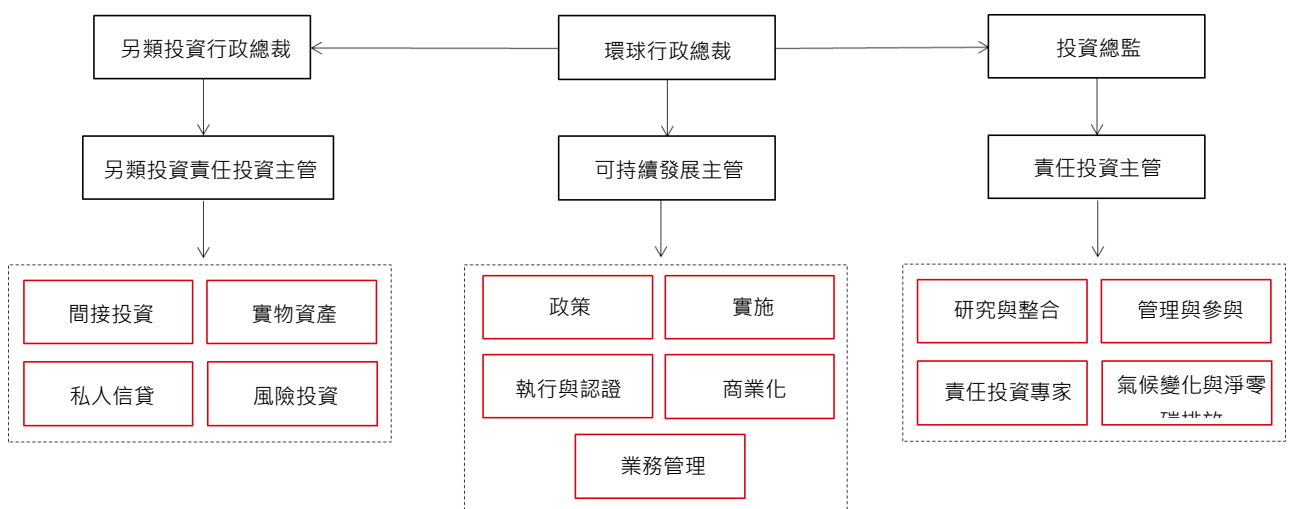 另類投資行政總裁
環球行政總裁
投資總監
另類投資責任投資主管
可持續發展主管
責任投資主管
間接投資
實物資產
私人信貸
風險投資
政策
實施
執行與認證
商業化
業務管理
研究與整合
管理與參與
責任投資專家
氣候變化與淨零
碳排放